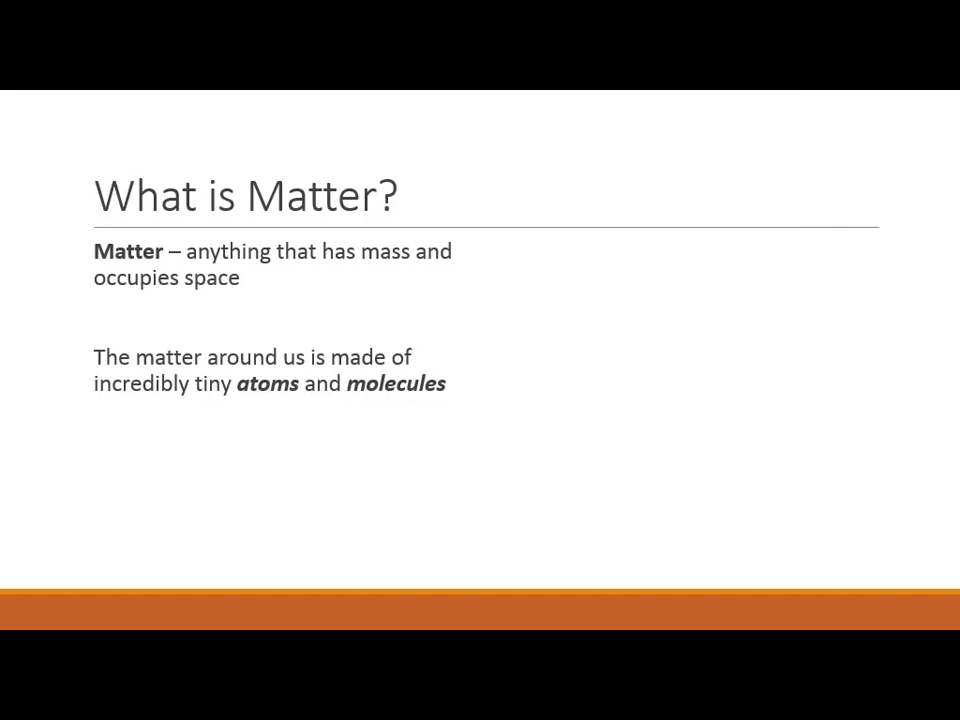 What is Matter?
Matter – anything that has mass and
occupies space
The matter around us is made of
incredibly tiny atoms and molecules